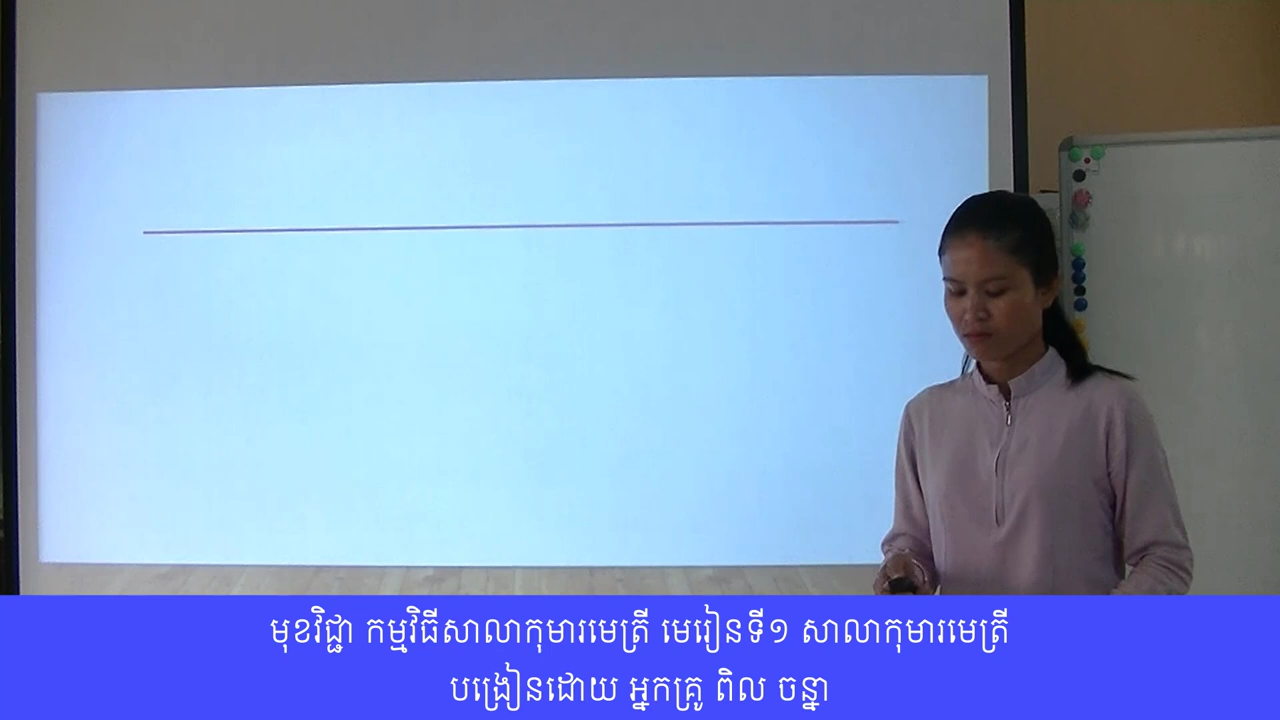 មុខវិជ្ជា កម្មវិធីសាលាកុមារមេត្រី មេរៀនទី១ សាលាកុមារមេត្រី
បង្រៀនដោយ អ្នកគ្រូ ពិល ចន្នា